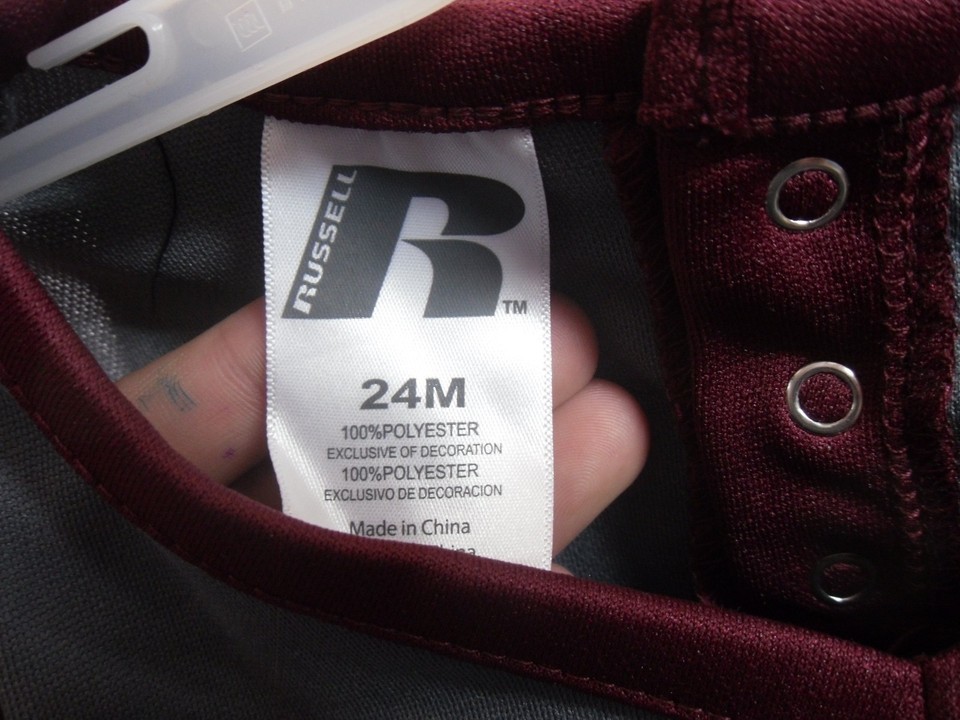 RUSSELL
R
TM
24M
100%POLYESTER
EXCLUSIVE OF DECORATION
100%POLYESTER
EXCLUSIVO DE DECORACION
Made in China